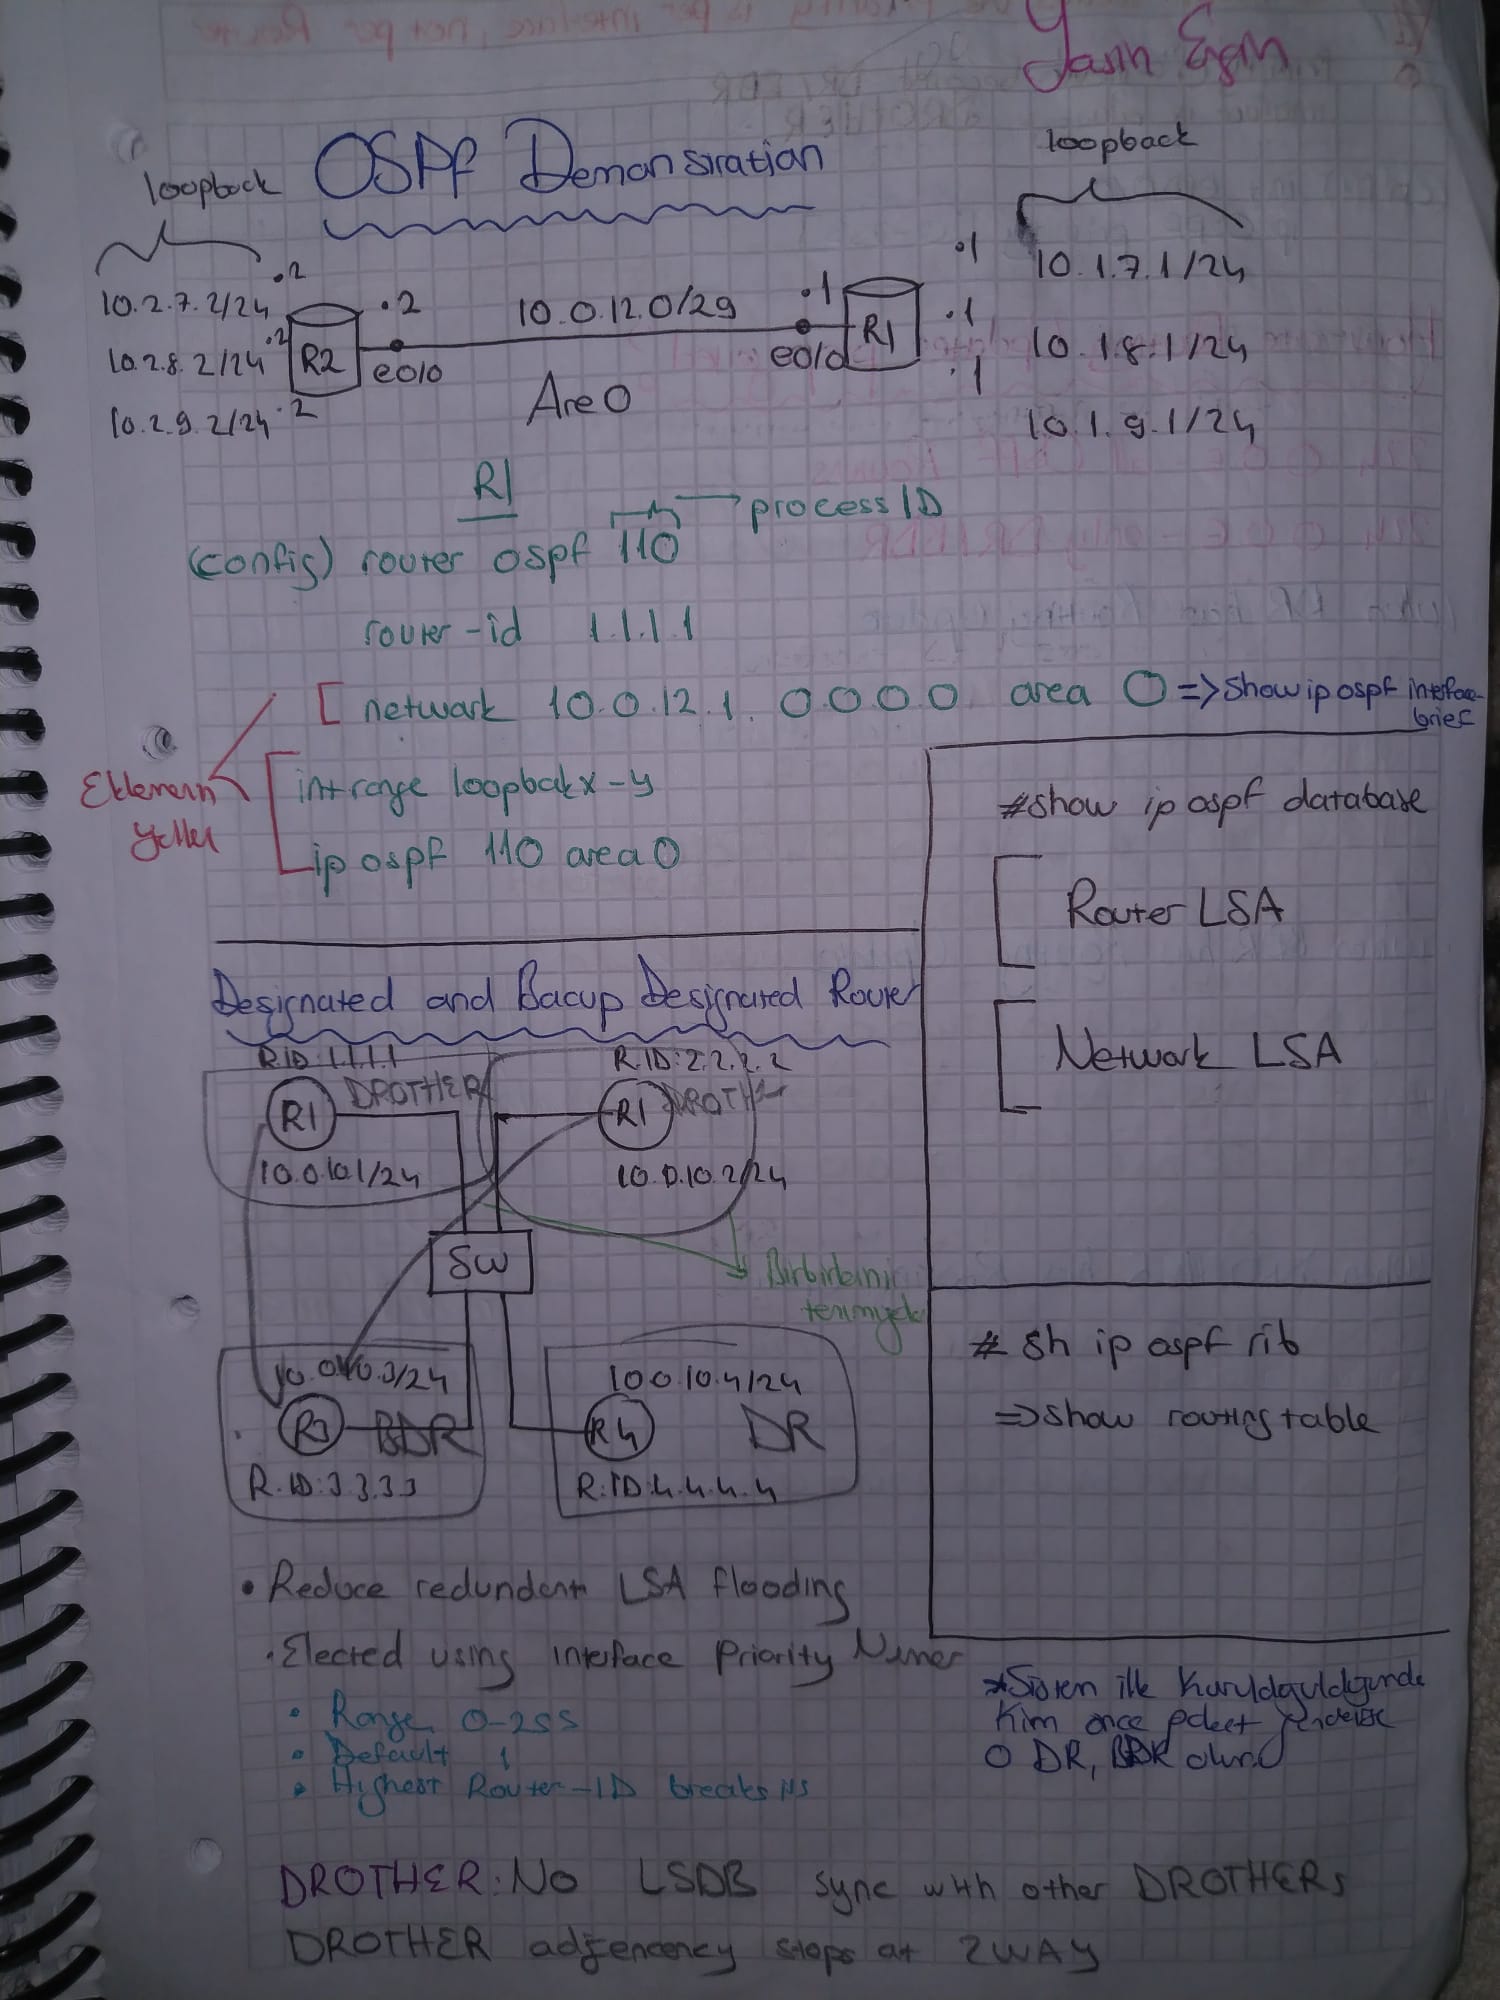 Yasin Ergin
OSPf Demonstration
loopback
loopback
10.2.7.2/24
.2
10.2.8.2/24
.2
10.2.9.2/24
.2
R2
.2
e0/0
10.0.12.0/29
Are 0
.1
e0/0
R1
.1
.1
.1
10.1.7.1/24
10.1.8.1/24
10.1.9.1/24
R1
process ID
(config) router ospf 110
router-id 1.1.1.1
[ network 10.0.12.1. 0.0.0.0 area 0 => Show ip ospf interface
brief
Eklemenin
yolları
int range loopback x-y
ip ospf 110 area 0
#show ip ospf database
Router LSA
Network LSA
Designated and Bacup Designated Router
R.ID:1.1.1.1
R1
DROTHER
10.0.10.1/24
R.ID:2.2.2.2
R1
10.0.10.2/24
SW
Birbirlerini
10.0.10.3/24
R3
BDR
R.ID:3.3.3.3
10.0.10.4/24
R4
DR
R.ID:4.4.4.4
# sh ip ospf rib
=> show routing table
• Reduce redundent LSA flooding
• Elected using interface Priority
• Range 0-255
• Default 1
• Highest Router-ID breaks
*Sistem ilk
Kim önce paket
O DR, BDR olur.
DROTHER: No LSDB sync with other DROTHERs
DROTHER adjencency stops at 2WAY